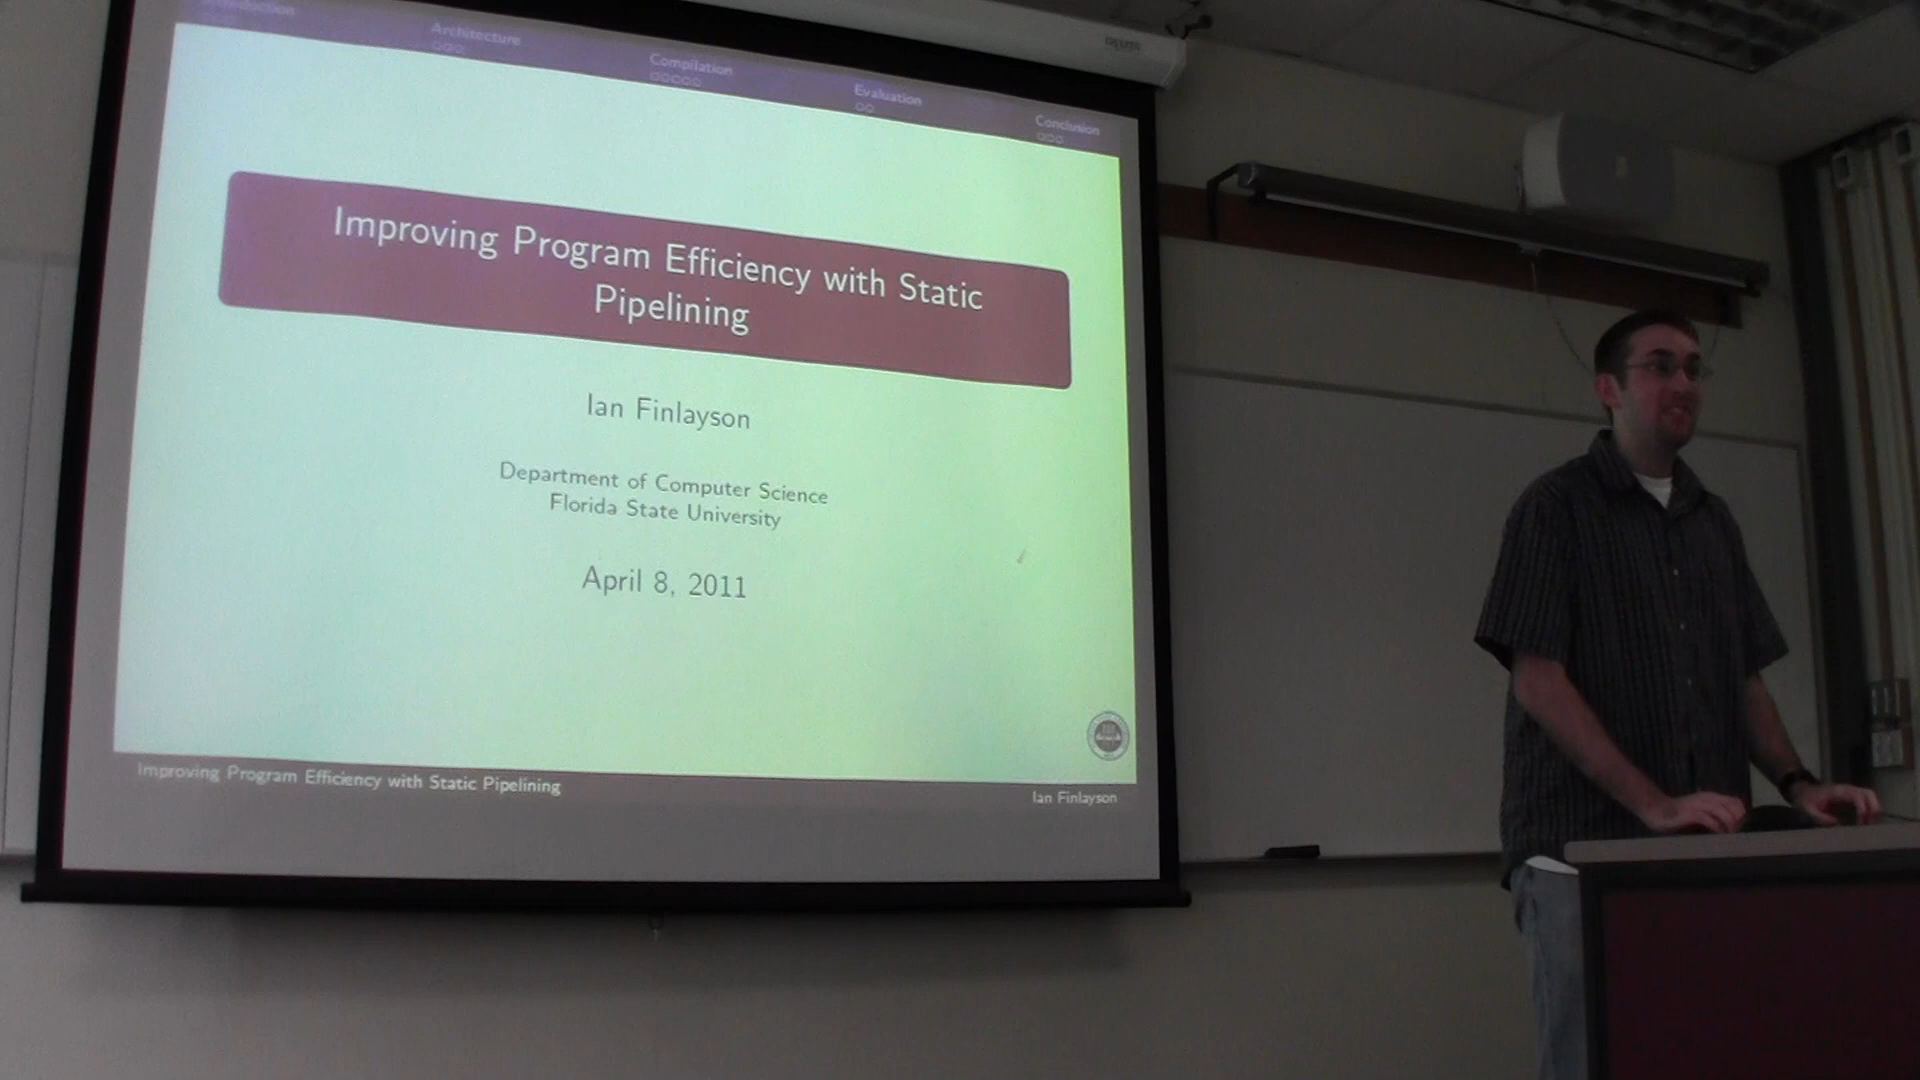 Introduction
Architecture
Compilation
Evaluation
Conclusion
Improving Program Efficiency with Static
Pipelining
Ian Finlayson
Department of Computer Science
Florida State University
April 8, 2011
Improving Program Efficiency with Static Pipelining
Ian Finlayson